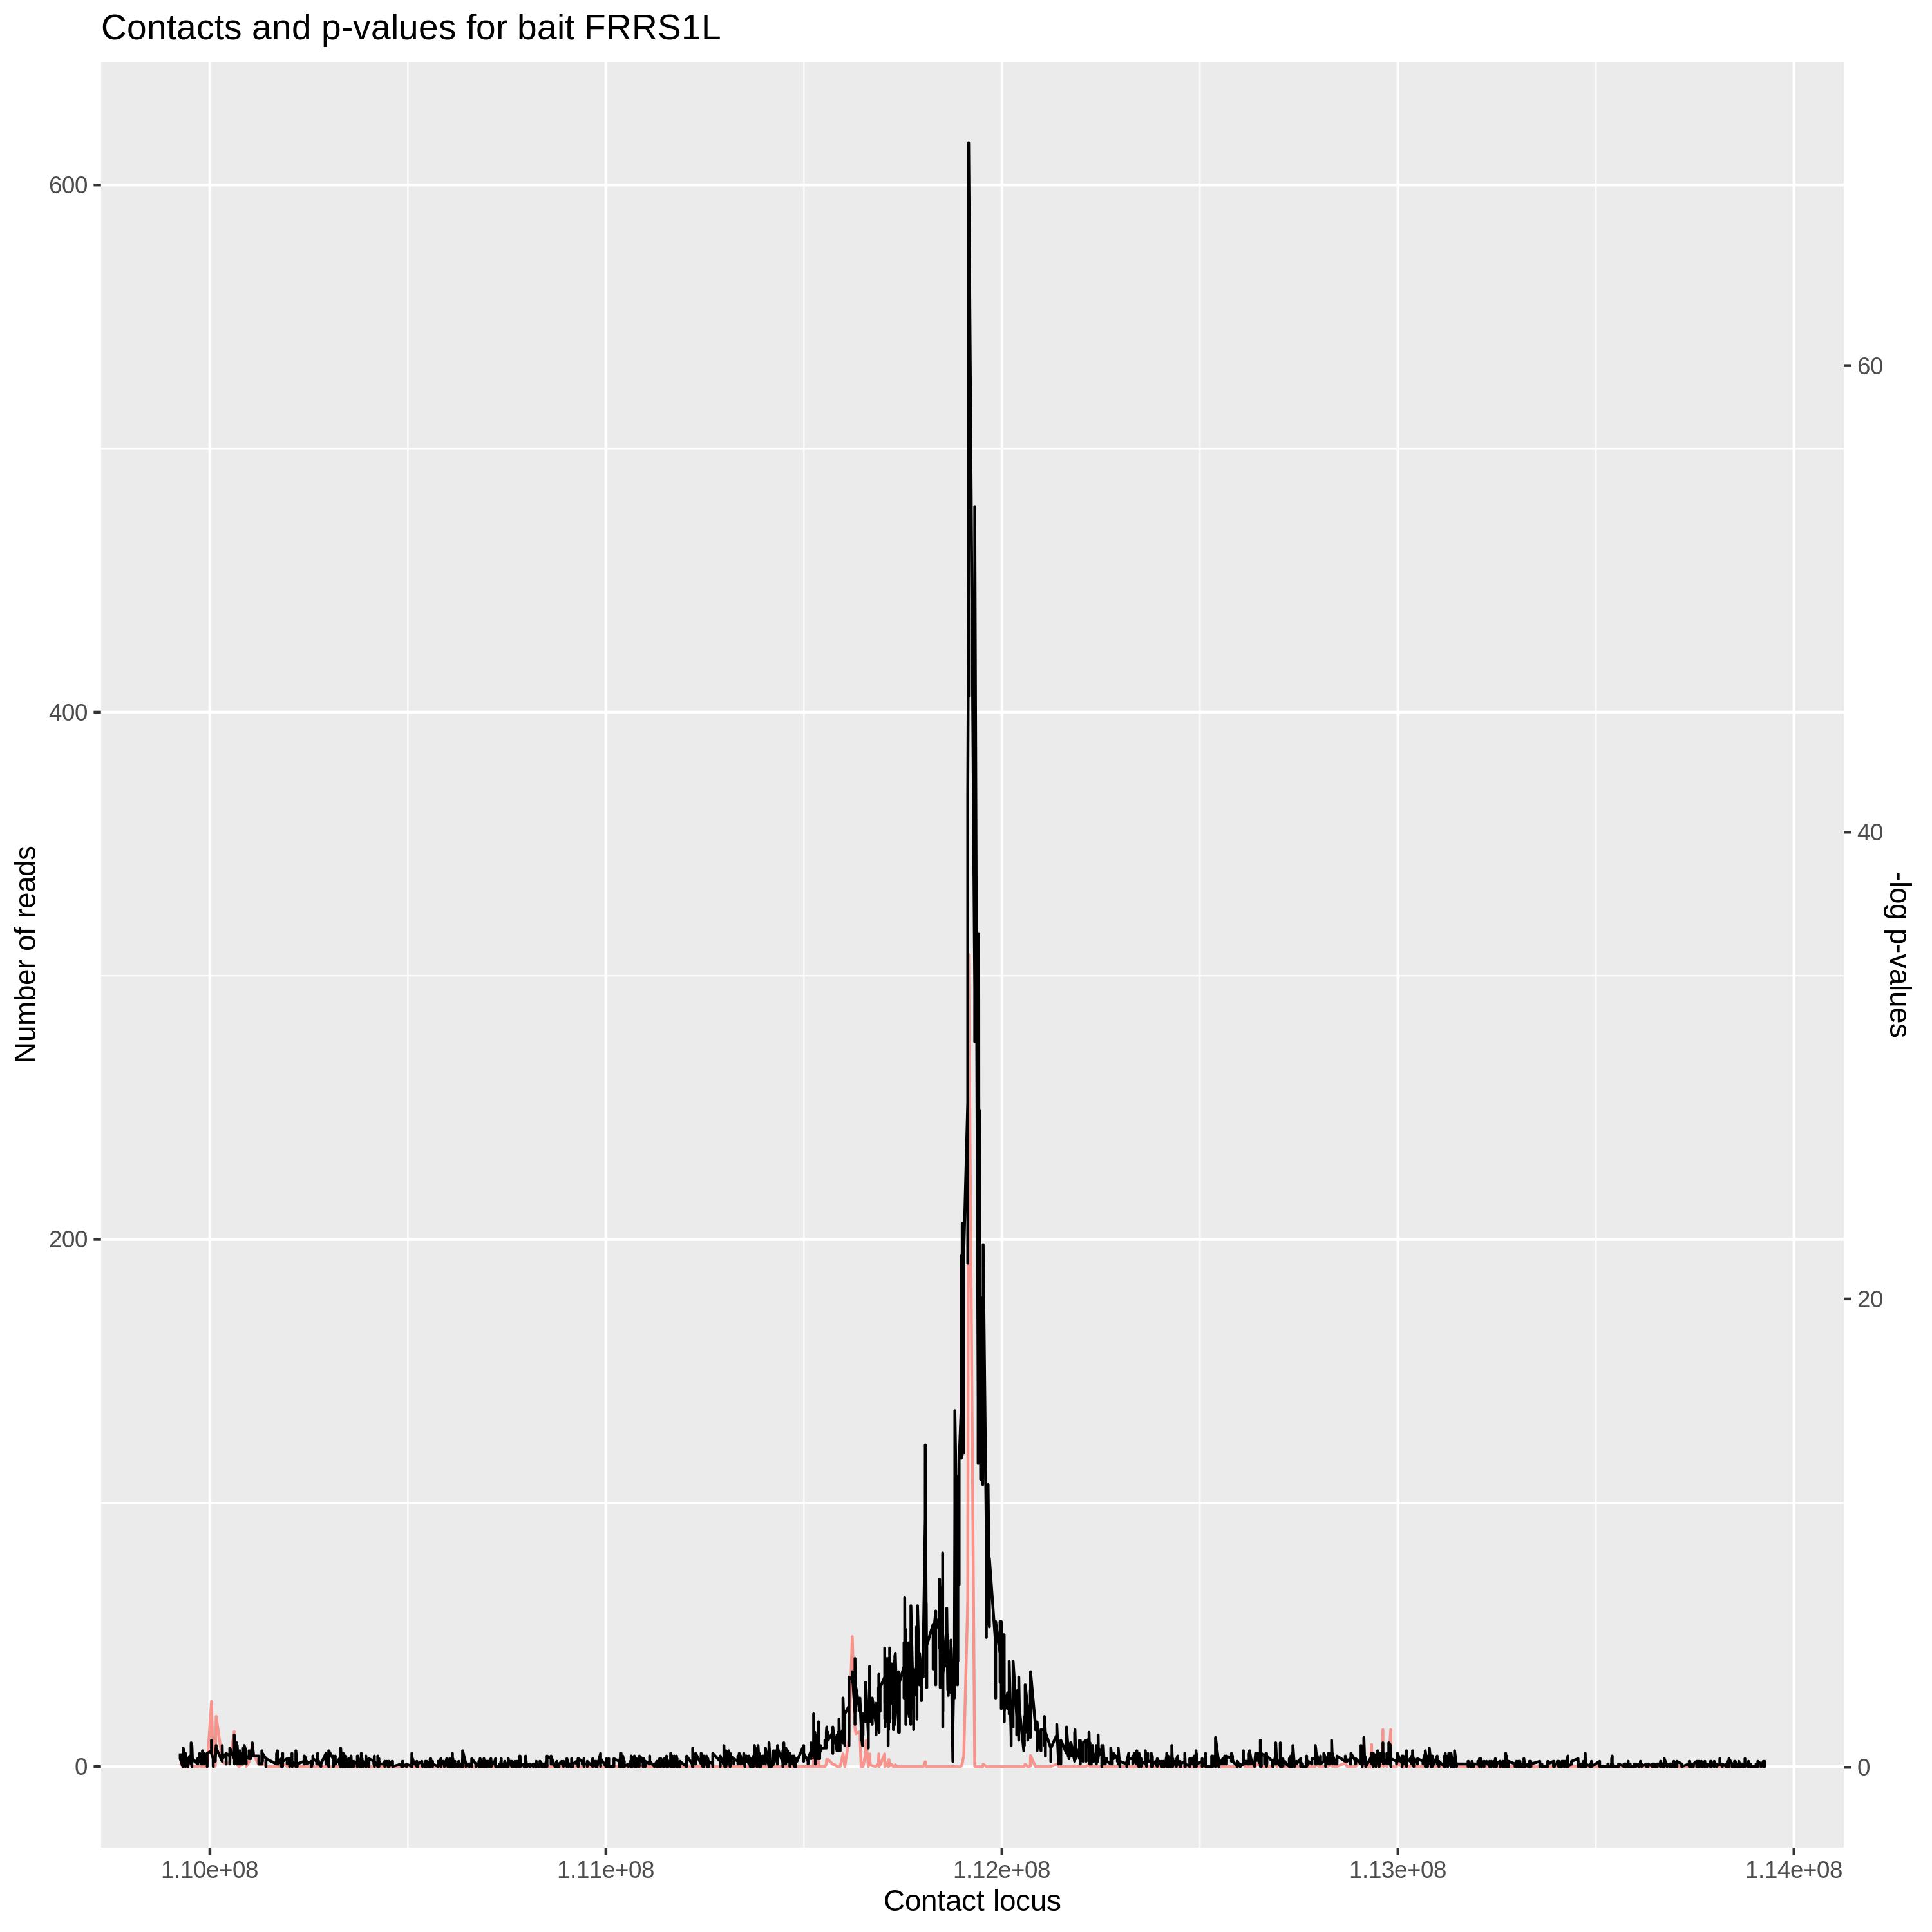 Contacts and p-values for bait FRRS1L
600
400
200
0
Number of reads
60
40
20
0
-log p-values
1.10e+08
1.11e+08
1.12e+08
1.13e+08
1.14e+08
Contact locus